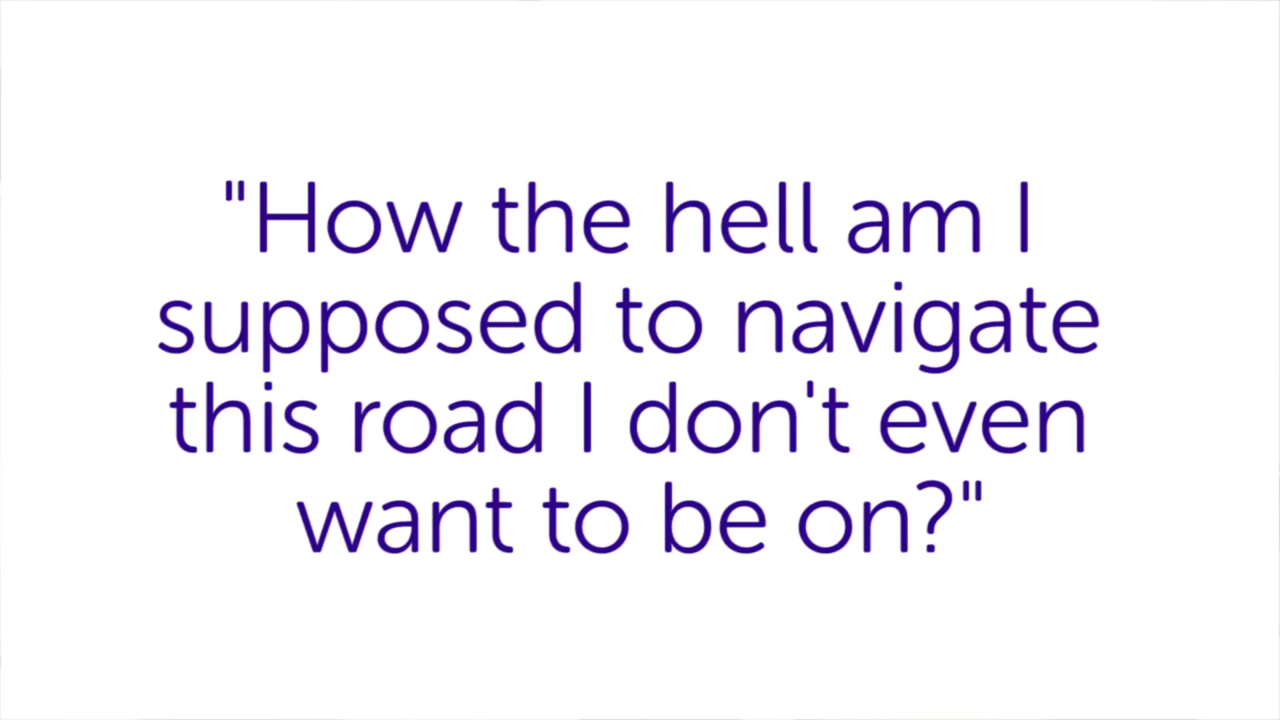 "How the hell am I
supposed to navigate
this road I don't even
want to be on?"